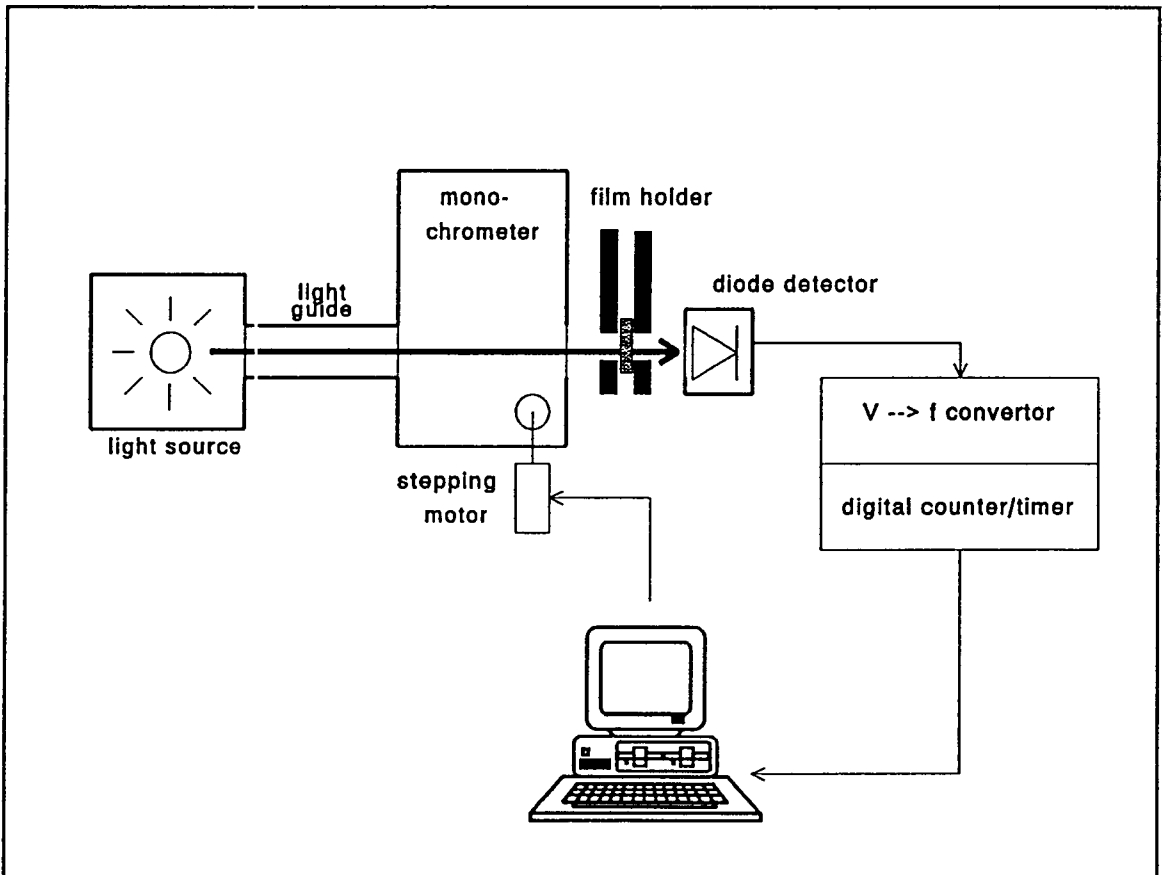 mono-
chrometer
film holder
diode detector
light
guide
light source
V --> f convertor
digital counter/timer
stepping
motor